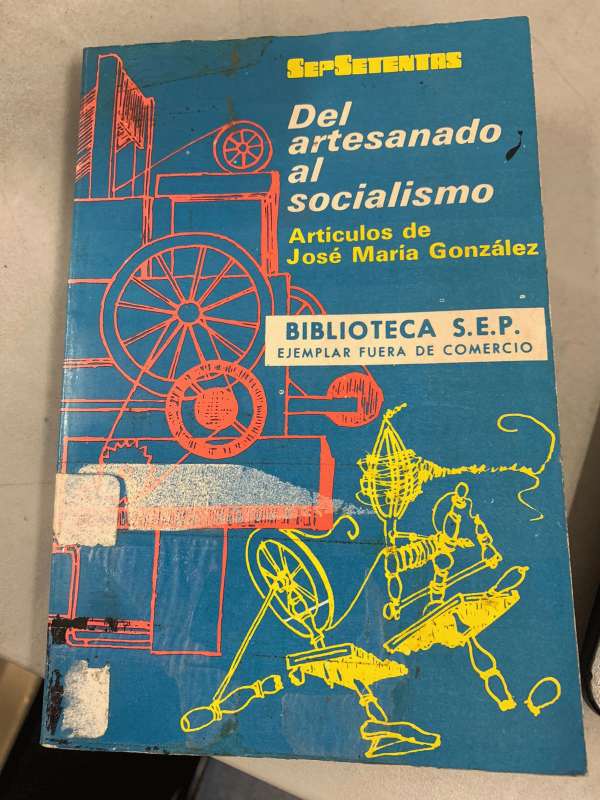 SEPSETENTAS
Del
artesanado
al
socialismo
Artículos de
José María González
BIBLIOTECA S.E.P.
EJEMPLAR FUERA DE COMERCIO